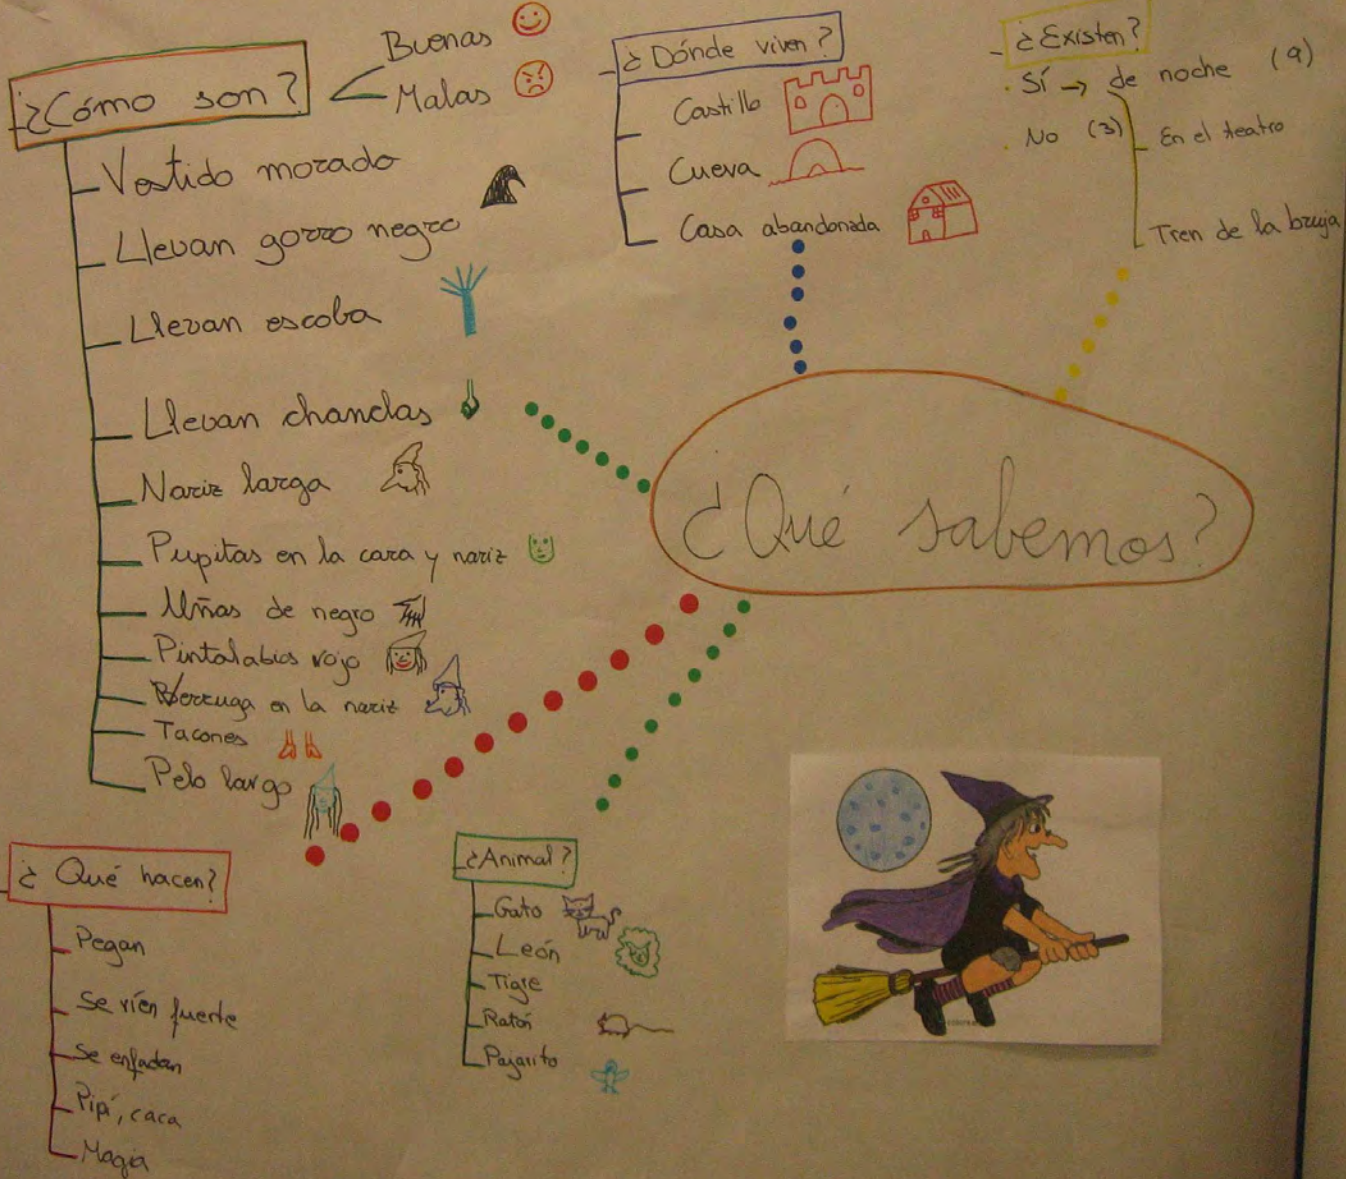 ¿Cómo son?
Buenas
Malas
Vestido morado
Llevan gorro negro
Llevan escoba
Llevan chanclas
Nariz larga
Pupitas en la cara y nariz
Uñas de negro
Pintalabios rojo
Verruga en la nariz
Tacones
Pelo largo
¿Dónde viven?
Castillo
Cueva
Casa abandonada
¿Existen?
Sí → de noche (9)
No (3)
En el teatro
Tren de la bruja
¿Qué sabemos?
¿Qué hacen?
Pegan
Se ríen fuerte
Se enfadan
Pipí, caca
Magia
¿Animal?
Gato
León
Tigre
Ratón
Pajarito